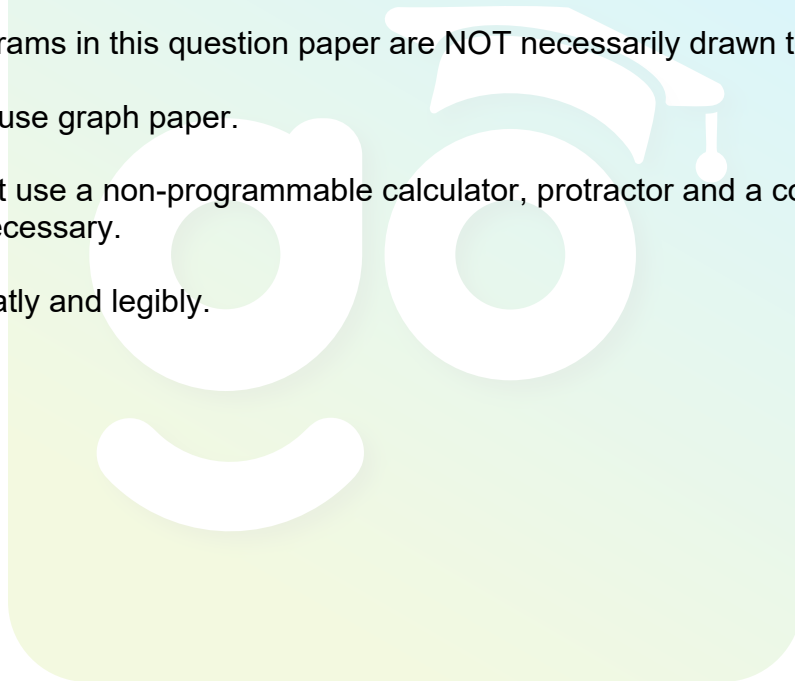 rams in this question paper are NOT necessarily drawn t
use graph paper.
t use a non-programmable calculator, protractor and a co
ecessary.
atly and legibly.
go